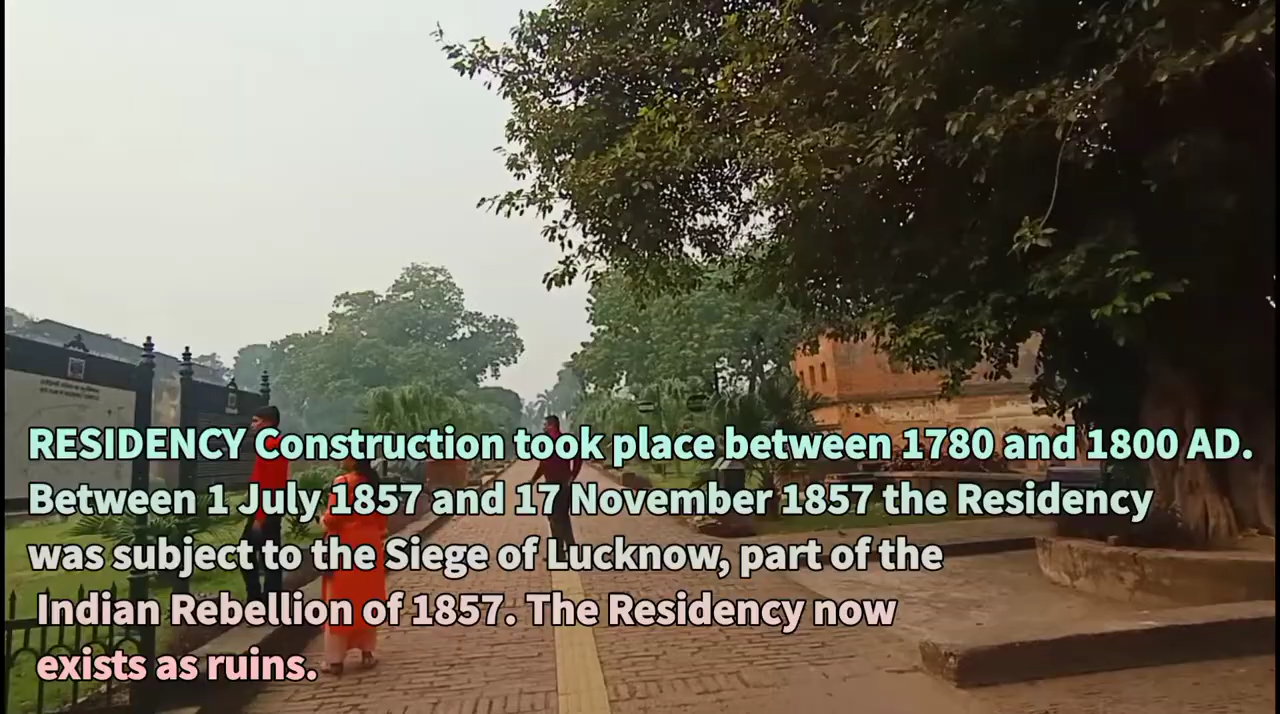 RESIDENCY Construction took place between 1780 and 1800 AD.
Between 1 July 1857 and 17 November 1857 the Residency
was subject to the Siege of Lucknow, part of the
Indian Rebellion of 1857. The Residency now
exists as ruins.